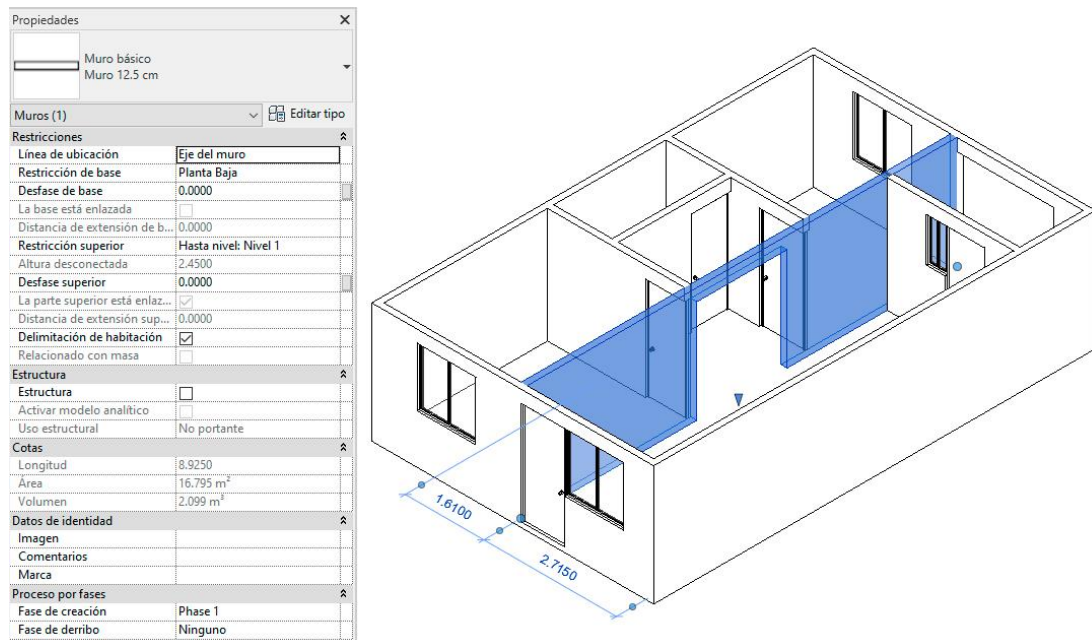 Propiedades
Muro básico
Muro 12.5 cm
Muros (1)
Editar tipo
Restricciones
Línea de ubicación Eje del muro
Restricción de base Planta Baja
Desfase de base 0.0000
La base está enlazada
Distancia de extensión de b... 0.0000
Restricción superior Hasta nivel: Nivel 1
Altura desconectada 2.4500
Desfase superior 0.0000
La parte superior está enlaz...
Distancia de extensión sup... 0.0000
Delimitación de habitación
Relacionado con masa
Estructura
Estructura
Activar modelo analítico
Uso estructural No portante
Cotas
Longitud 8.9250
Área 16.795 m²
Volumen 2.099 m³
Datos de identidad
Imagen
Comentarios
Marca
Proceso por fases
Fase de creación Phase 1
Fase de derribo Ninguno
1.6100
2.7150